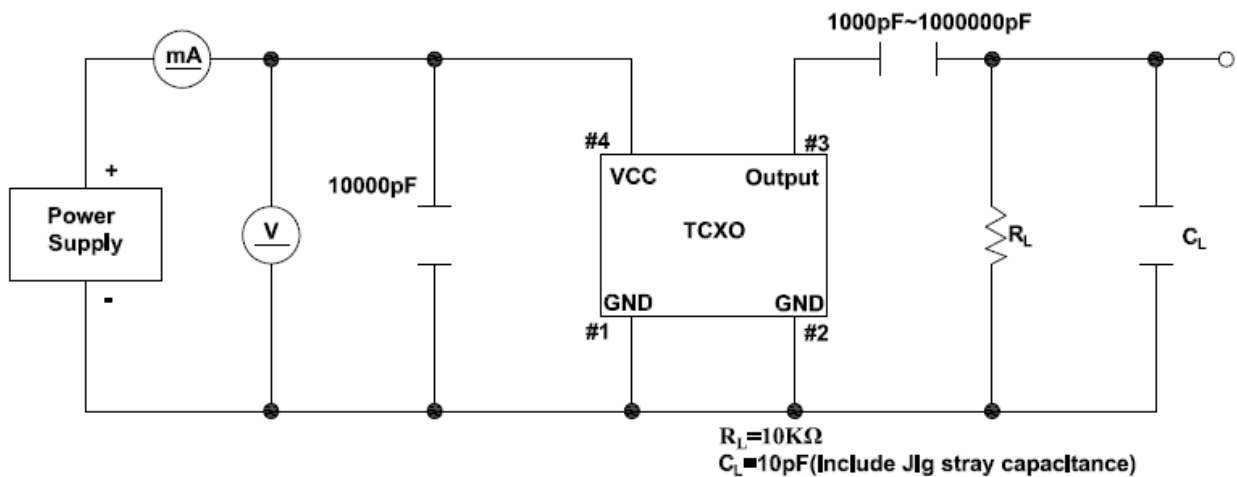 1000pF~1000000pF
mA
#4
#3
+
10000pF
VCC
Output
Power
Supply
V
TCXO
RL
CL
-
GND
GND
#1
#2
RL=10KΩ
CL=10pF(Include Jig stray capacitance)